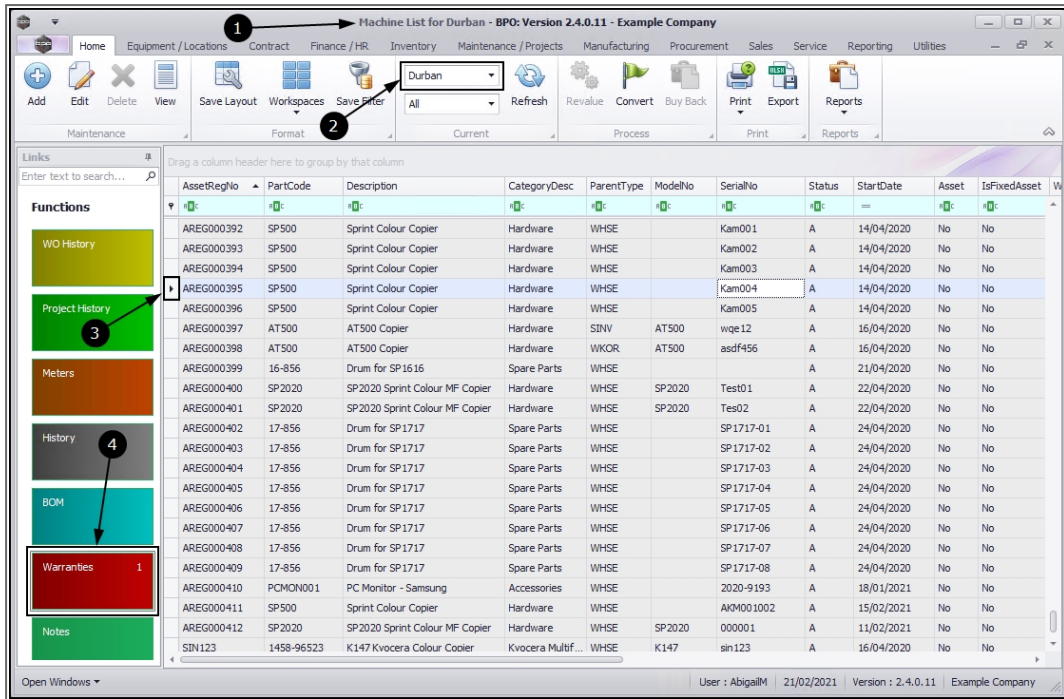 1
Machine List for Durban - BPO: Version 2.4.0.11 - Example Company
Home Equipment / Locations Contract Finance / HR Inventory Maintenance / Projects Manufacturing Procurement Sales Service Reporting Utilities
Durban
Add Edit Delete View Save Layout Workspaces Save Filter All Refresh Revalue Convert Buy Back Print Export Reports
2
Maintenance Format Current Process Print Reports
Links
Drag a column header here to group by that column
Enter text to search...
AssetRegNo PartCode Description CategoryDesc ParentType ModelNo SerialNo Status StartDate Asset IsFixedAsset W
Functions
AREG000392 SP500 Sprint Colour Copier Hardware WHSE Kam001 A 14/04/2020 No No
WO History
AREG000393 SP500 Sprint Colour Copier Hardware WHSE Kam002 A 14/04/2020 No No
AREG000394 SP500 Sprint Colour Copier Hardware WHSE Kam003 A 14/04/2020 No No
AREG000395 SP500 Sprint Colour Copier Hardware WHSE Kam004 A 14/04/2020 No No
Project History
AREG000396 SP500 Sprint Colour Copier Hardware WHSE Kam005 A 14/04/2020 No No
3
AREG000397 AT500 AT500 Copier Hardware SINV AT500 wqe12 A 16/04/2020 No No
AREG000398 AT500 AT500 Copier Hardware WKOR AT500 asdf456 A 16/04/2020 No No
Meters
AREG000399 16-856 Drum for SP1616 Spare Parts WHSE A 21/04/2020 No No
AREG000400 SP2020 SP2020 Sprint Colour MF Copier Hardware WHSE SP2020 Test01 A 22/04/2020 No No
AREG000401 SP2020 SP2020 Sprint Colour MF Copier Hardware WHSE SP2020 Tes02 A 22/04/2020 No No
AREG000402 17-856 Drum for SP1717 Spare Parts WHSE SP1717-01 A 24/04/2020 No No
History
4
AREG000403 17-856 Drum for SP1717 Spare Parts WHSE SP1717-02 A 24/04/2020 No No
AREG000404 17-856 Drum for SP1717 Spare Parts WHSE SP1717-03 A 24/04/2020 No No
AREG000405 17-856 Drum for SP1717 Spare Parts WHSE SP1717-04 A 24/04/2020 No No
BOM
AREG000406 17-856 Drum for SP1717 Spare Parts WHSE SP1717-05 A 24/04/2020 No No
AREG000407 17-856 Drum for SP1717 Spare Parts WHSE SP1717-06 A 24/04/2020 No No
AREG000408 17-856 Drum for SP1717 Spare Parts WHSE SP1717-07 A 24/04/2020 No No
Warranties 1
AREG000409 17-856 Drum for SP1717 Spare Parts WHSE SP1717-08 A 24/04/2020 No No
AREG000410 PCMON001 PC Monitor - Samsung Accessories WHSE 2020-9193 A 18/01/2021 No No
AREG000411 SP500 Sprint Colour Copier Hardware WHSE AKM001002 A 15/02/2021 No No
Notes
AREG000412 SP2020 SP2020 Sprint Colour MF Copier Hardware WHSE SP2020 000001 A 11/02/2021 No No
SIN123 1458-96523 K147 Kyocera Colour Copier Kyocera Multif... WHSE K147 sin123 A 16/04/2020 No No
Open Windows User : AbigailM 21/02/2021 Version : 2.4.0.11 Example Company